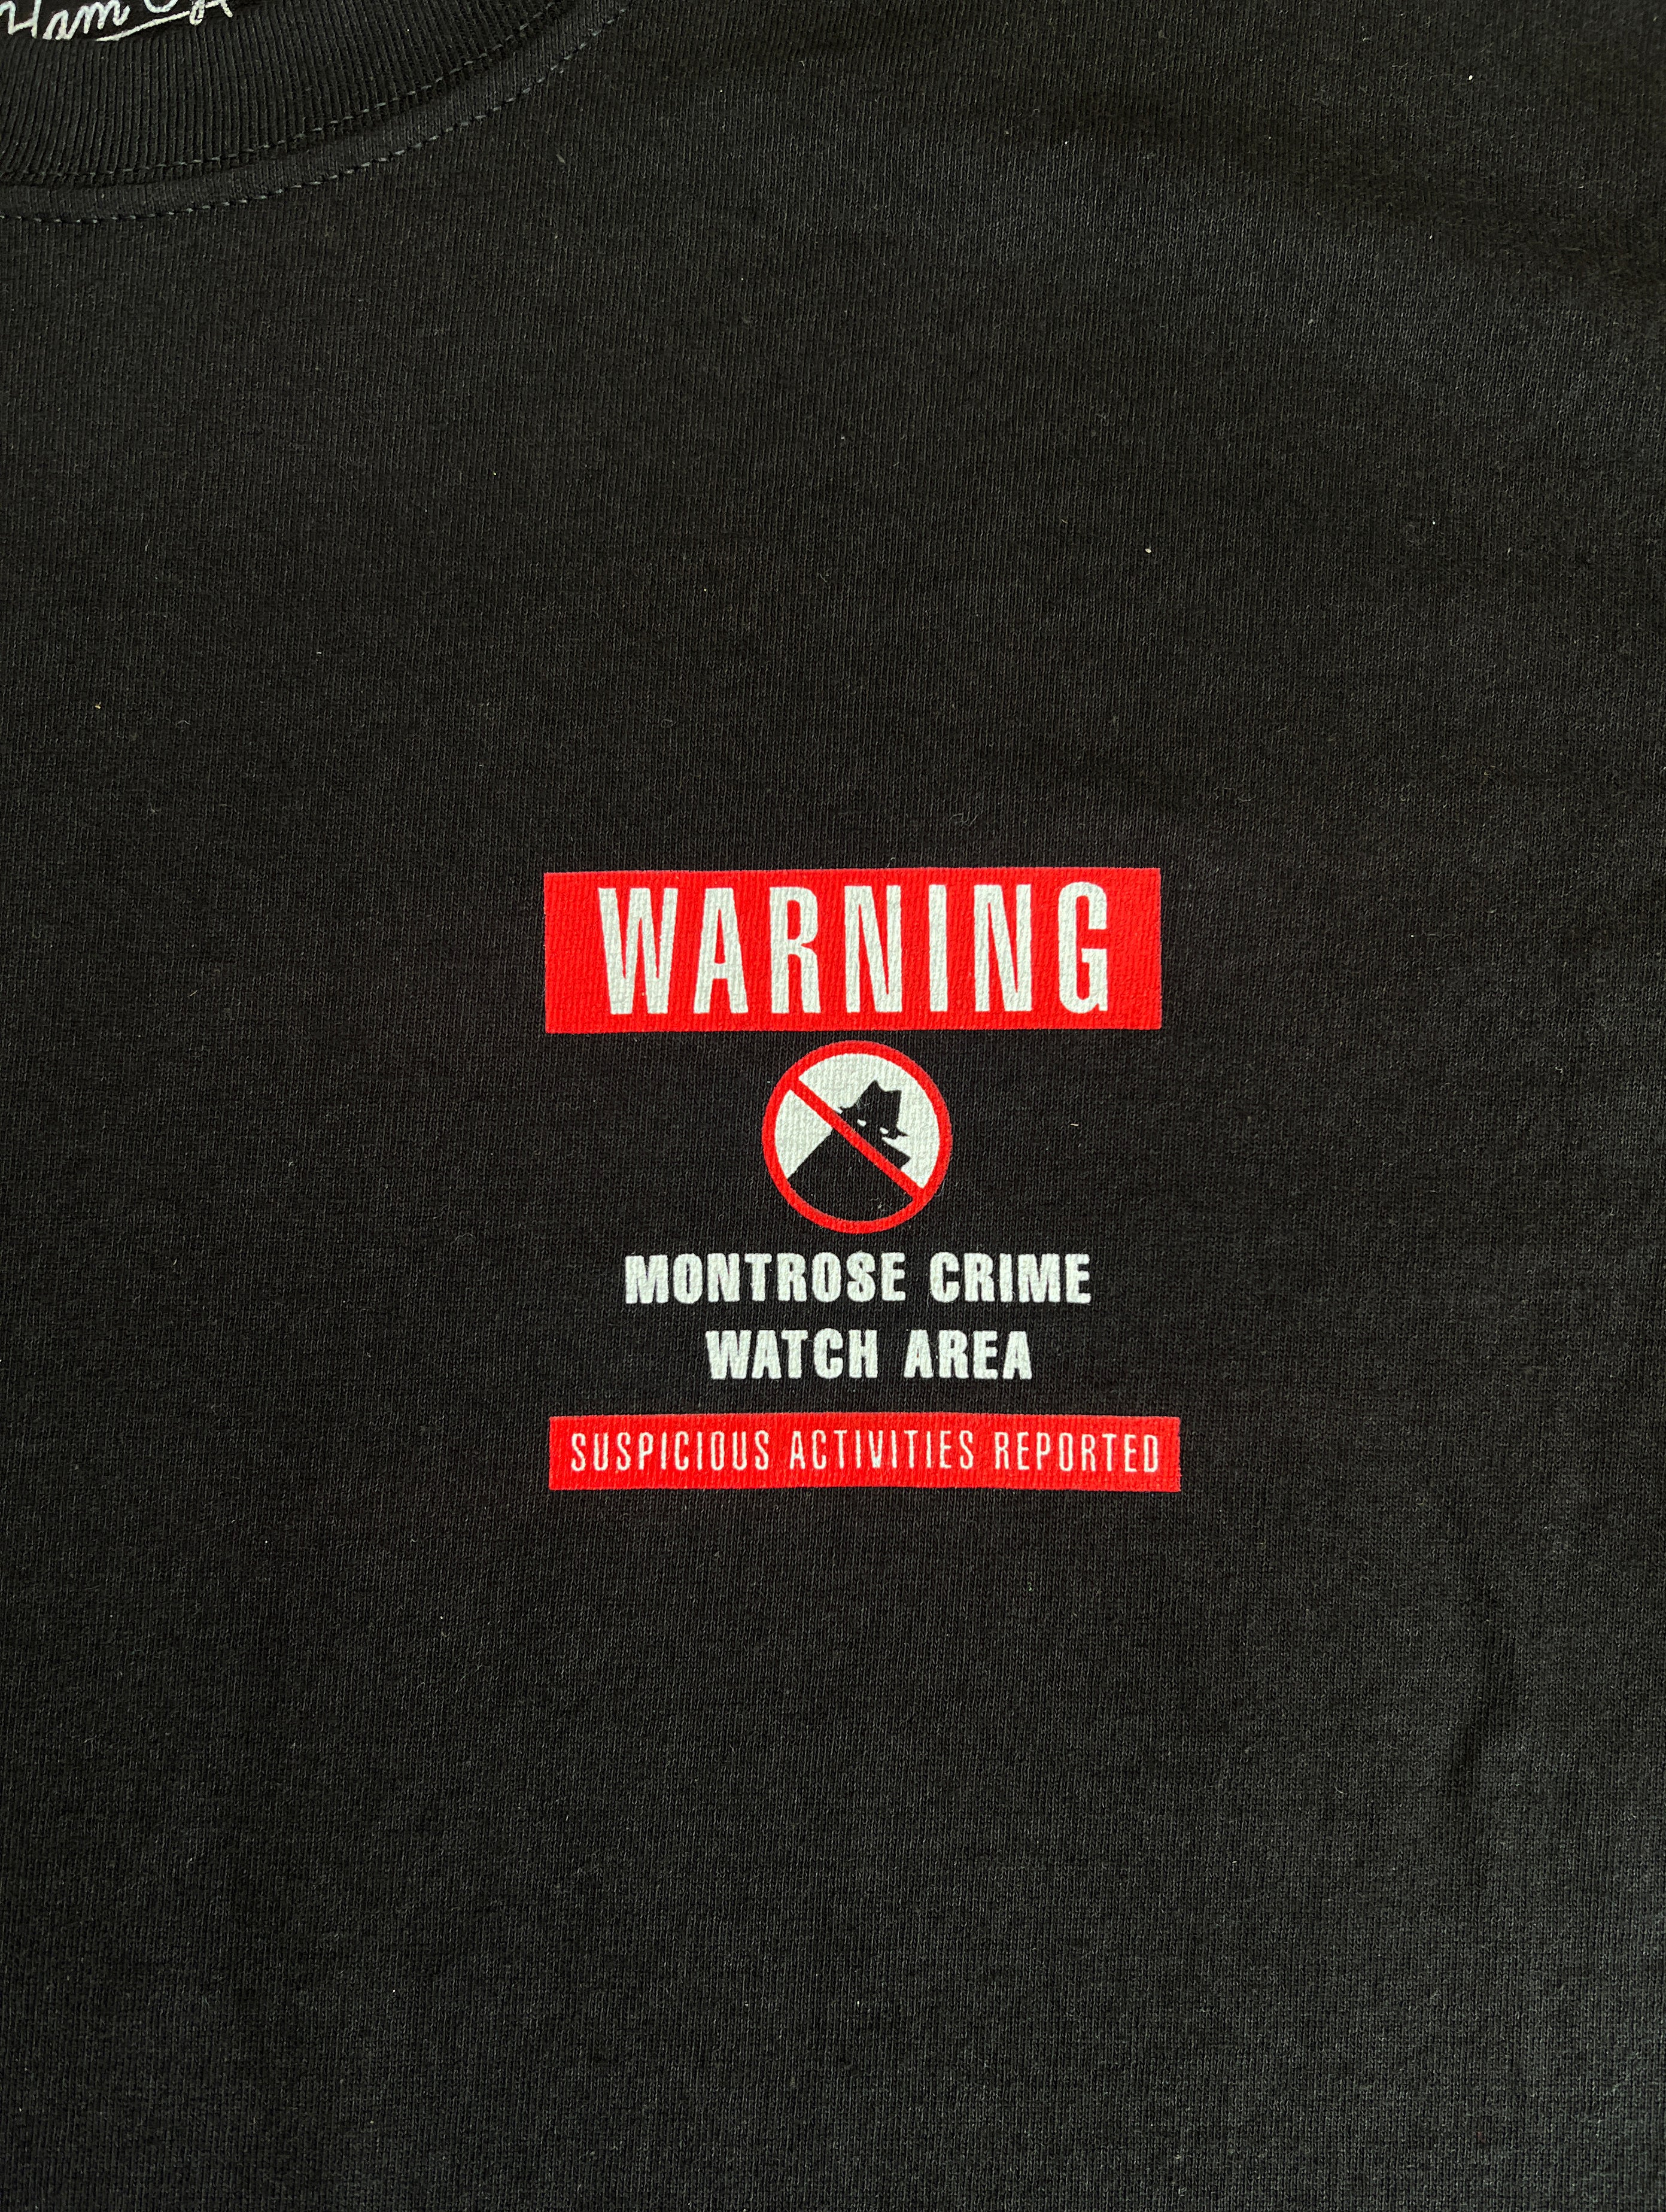 WARNING
MONTROSE CRIME
WATCH AREA
SUSPICIOUS ACTIVITIES REPORTED